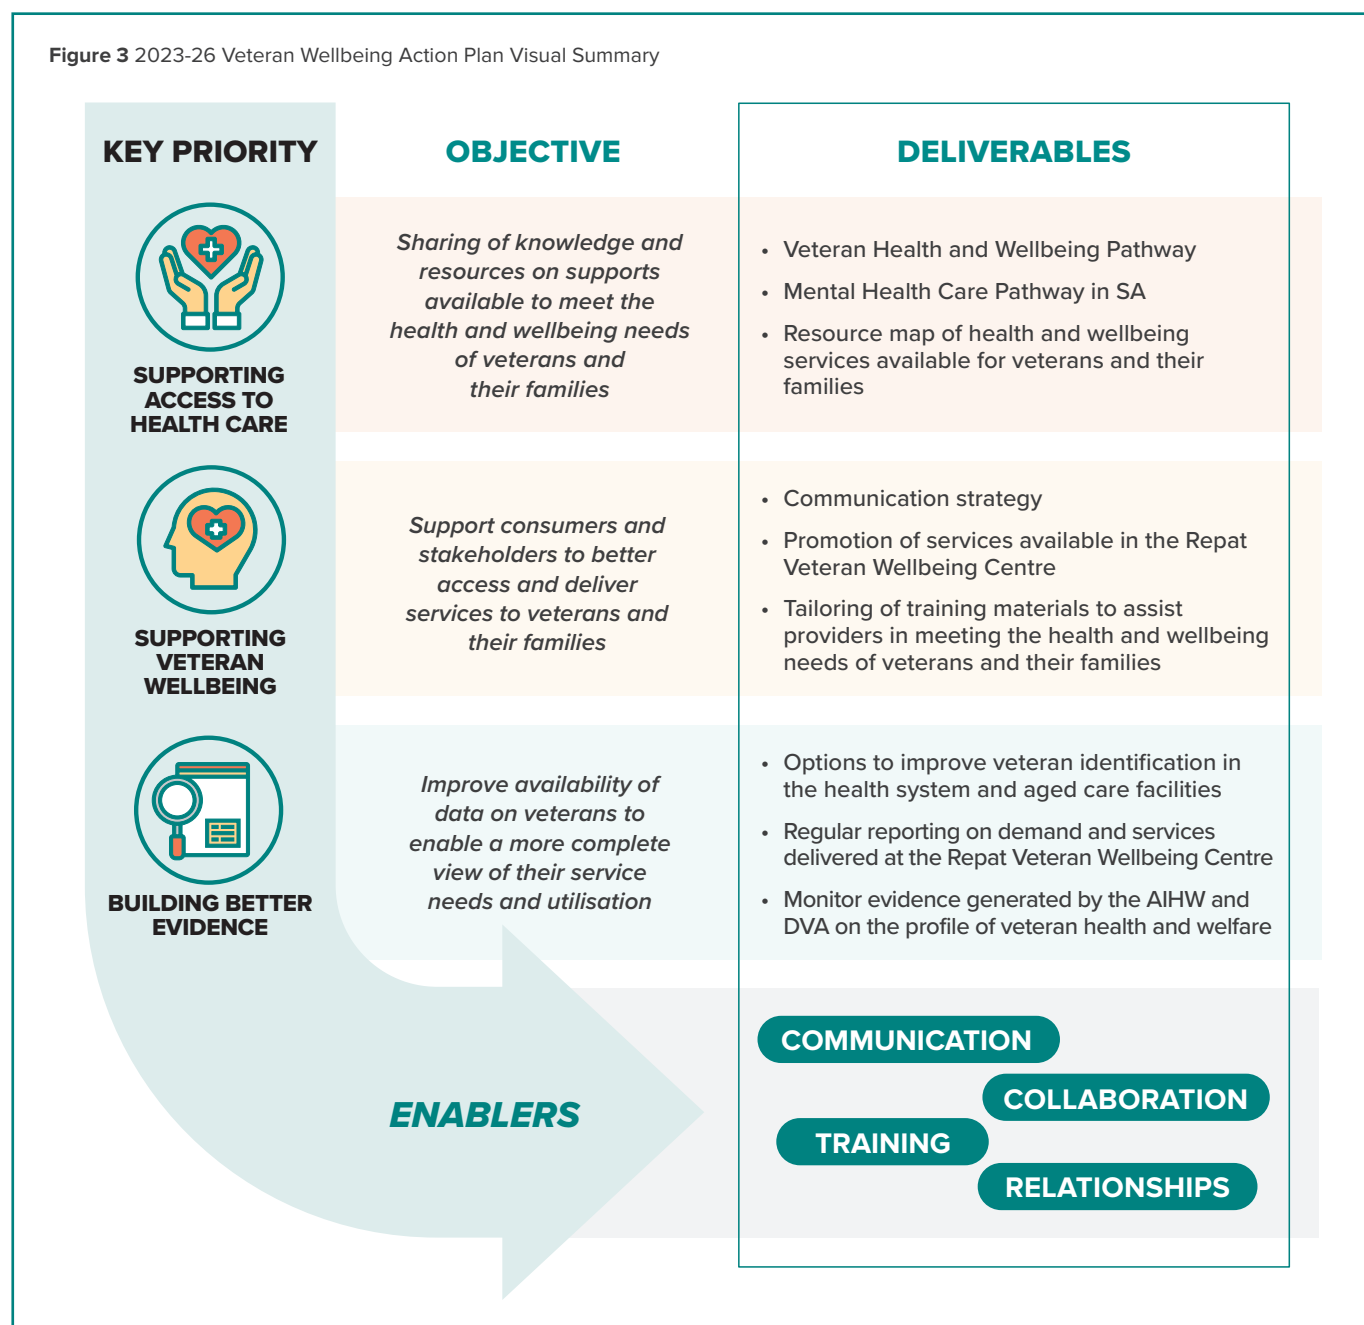 Figure 3 2023-26 Veteran Wellbeing Action Plan Visual Summary
KEY PRIORITY
OBJECTIVE
DELIVERABLES
SUPPORTING
ACCESS TO
HEALTH CARE
Sharing of knowledge and
resources on supports
available to meet the
health and wellbeing needs
of veterans and
their families
• Veteran Health and Wellbeing Pathway
• Mental Health Care Pathway in SA
• Resource map of health and wellbeing
services available for veterans and their
families
SUPPORTING
VETERAN
WELLBEING
Support consumers and
stakeholders to better
access and deliver
services to veterans and
their families
• Communication strategy
• Promotion of services available in the Repat
Veteran Wellbeing Centre
• Tailoring of training materials to assist
providers in meeting the health and wellbeing
needs of veterans and their families
BUILDING BETTER
EVIDENCE
Improve availability of
data on veterans to
enable a more complete
view of their service
needs and utilisation
• Options to improve veteran identification in
the health system and aged care facilities
• Regular reporting on demand and services
delivered at the Repat Veteran Wellbeing Centre
• Monitor evidence generated by the AIHW and
DVA on the profile of veteran health and welfare
ENABLERS
COMMUNICATION
COLLABORATION
TRAINING
RELATIONSHIPS